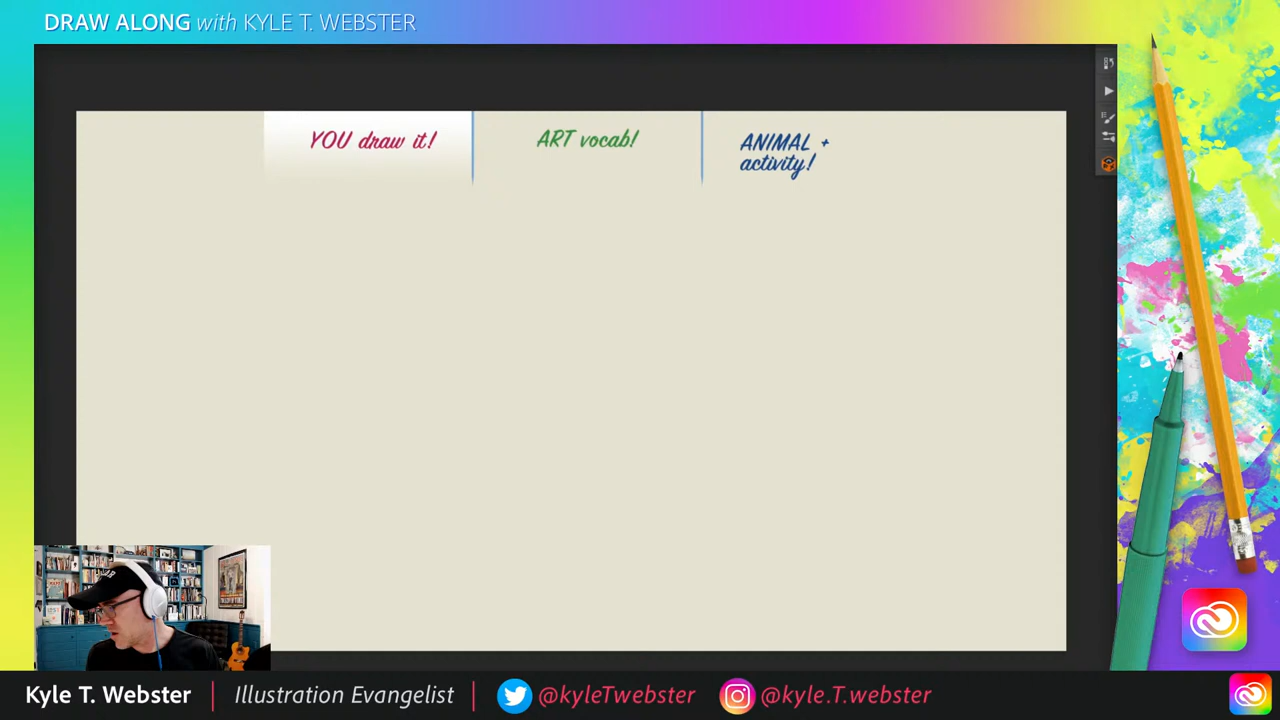 DRAW ALONG with KYLE T. WEBSTER
YOU draw it!
ART vocab!
ANIMAL +
activity!
Kyle T. Webster | Illustration Evangelist | @kyleTwebster @kyle.T.webster